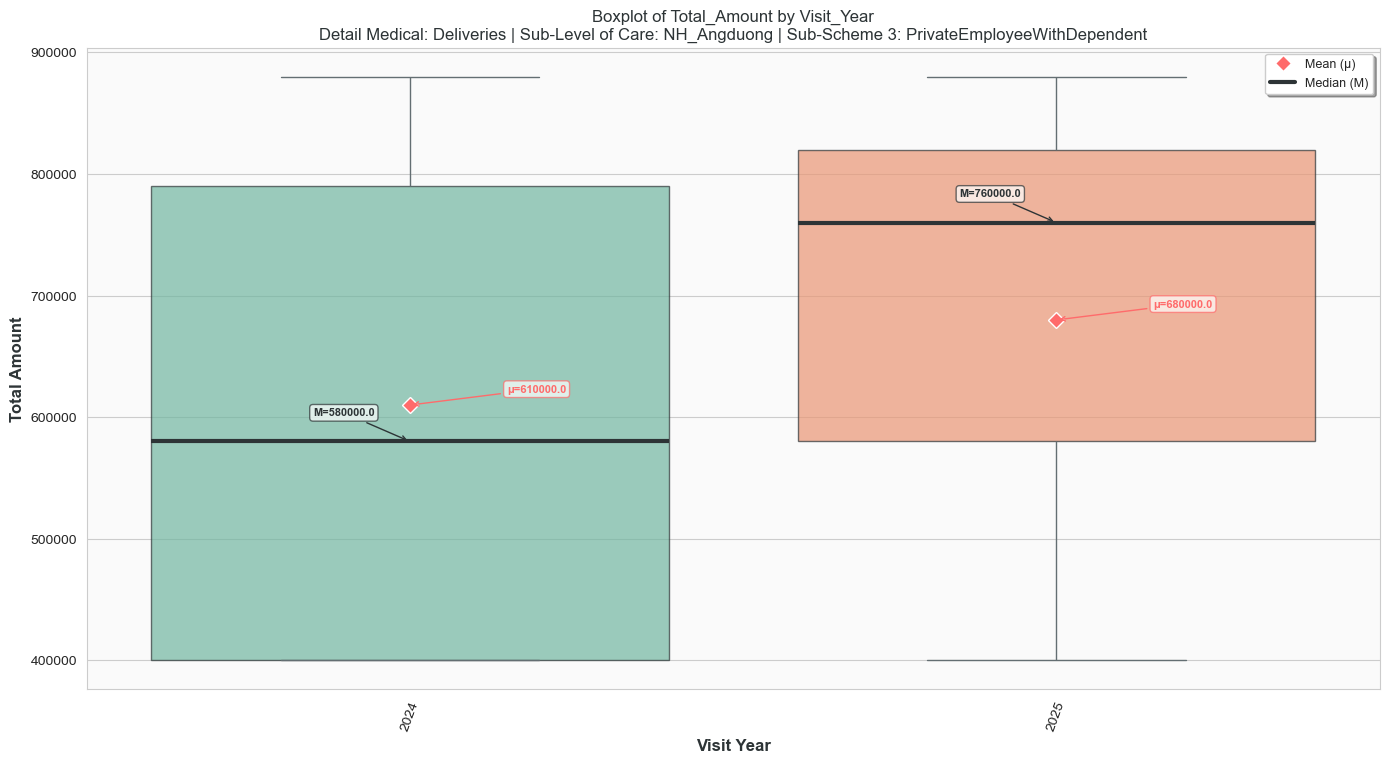 Boxplot of Total_Amount by Visit_Year
Detail Medical: Deliveries | Sub-Level of Care: NH_Angduong | Sub-Scheme 3: PrivateEmployeeWithDependent
Mean (μ)
Median (M)
900000
800000
700000
600000
500000
400000
Total Amount
M=580000.0
μ=610000.0
M=760000.0
μ=680000.0
2024
2025
Visit Year